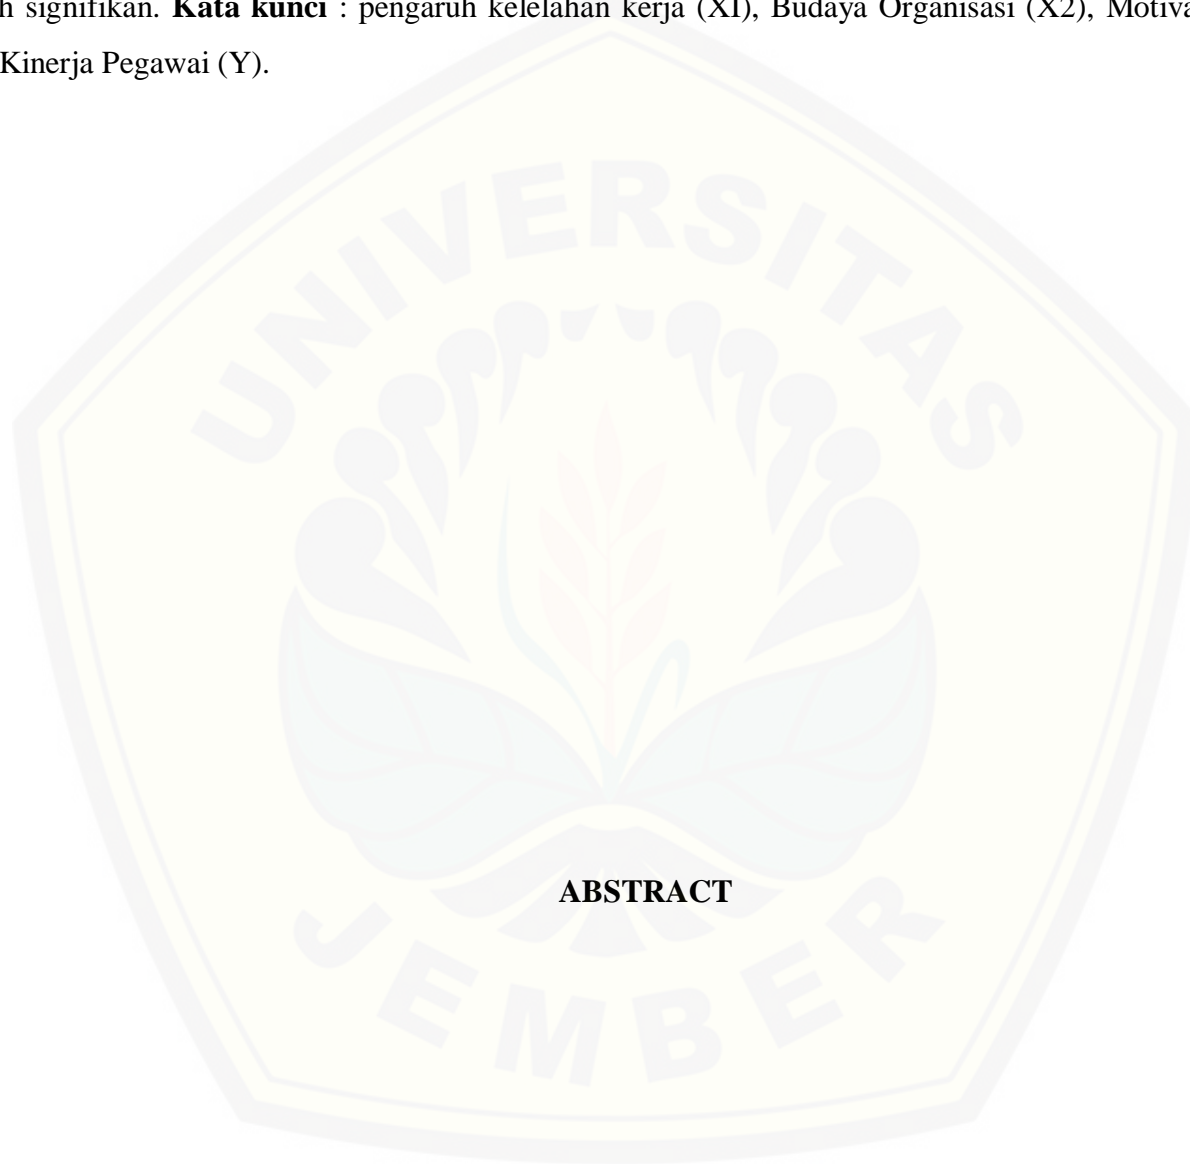 h signifikan. Kata kunci : pengaruh kelelahan kerja (XI), Budaya Organisasi (X2), Motiva
Kinerja Pegawai (Y).
UNIVERSITAS
ABSTRACT
JEMBER